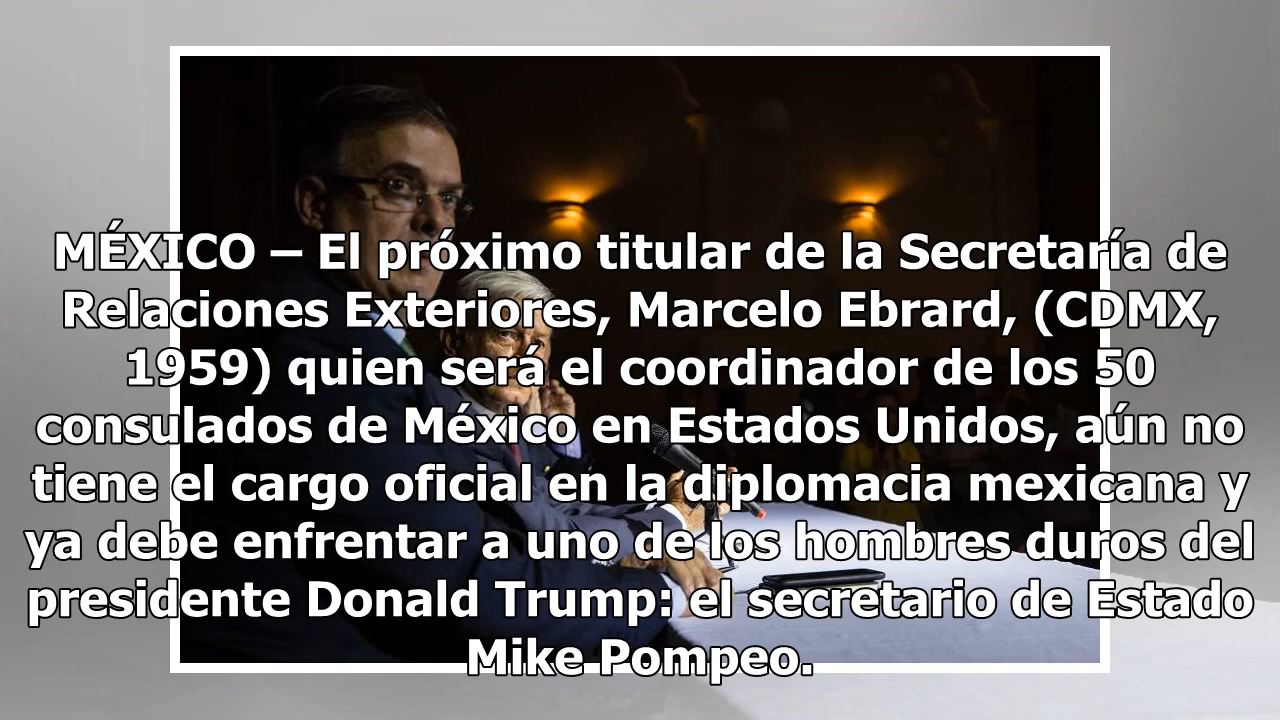 MÉXICO – El próximo titular de la Secretaría de
Relaciones Exteriores, Marcelo Ebrard, (CDMX,
1959) quien será el coordinador de los 50
consulados de México en Estados Unidos, aún no
tiene el cargo oficial en la diplomacia mexicana y
ya debe enfrentar a uno de los hombres duros del
presidente Donald Trump: el secretario de Estado
Mike Pompeo.